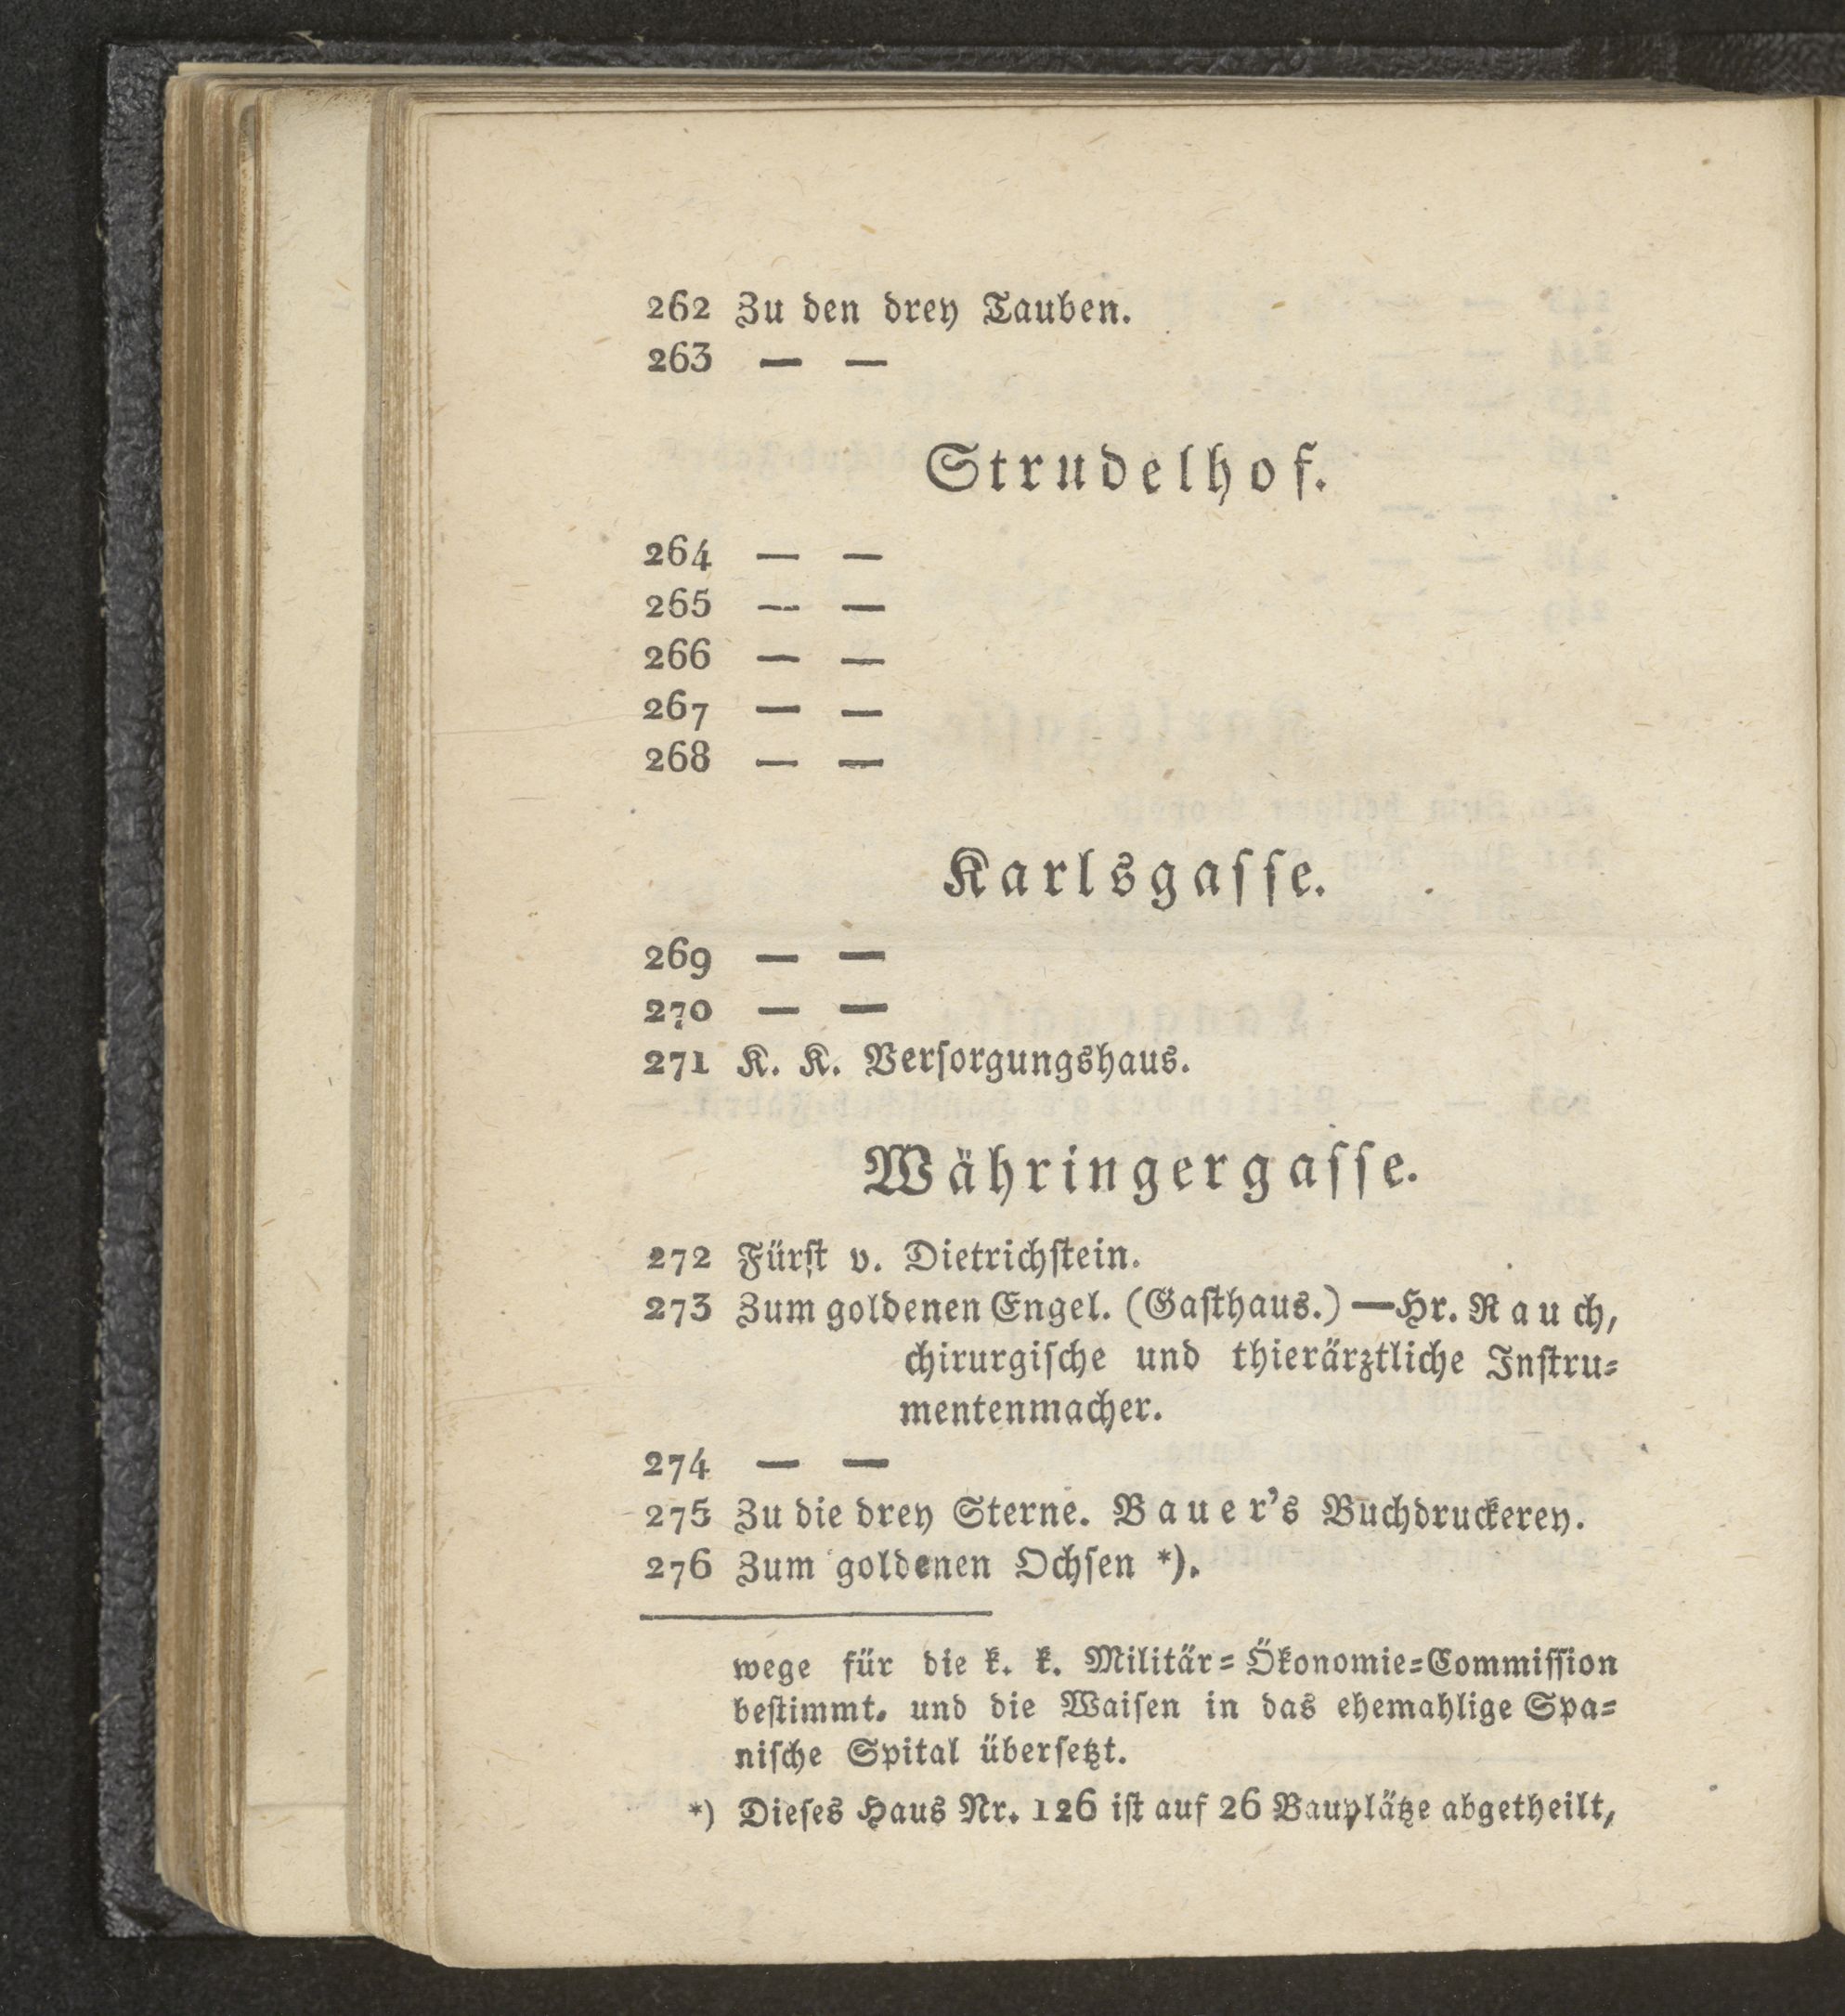 262 Zu den drey Tauben.
263 — —
Strudelhof.
264 — —
265 — —
266 — —
267 — —
268 — —
Karlsgaſſe.
269 — —
270 — —
271 K. K. Verſorgungshaus.
Währingergaſſe.
272 Fürſt v. Dietrichſtein.
273 Zum goldenen Engel. (Gaſthaus.) — Hr. Rauch,
chirurgiſche und thierärztliche Inſtru⸗
mentenmacher.
274 — —
275 Zu die drey Sterne. Bauer's Buchdruckerey.
276 Zum goldenen Ochſen *).
wege für die k. k. Militär⸗Ökonomie⸗Commiſſion
beſtimmt. und die Waiſen in das ehemahlige Spa⸗
niſche Spital überſetzt.
*) Dieſes Haus Nr. 126 iſt auf 26 Bauplätze abgetheilt,